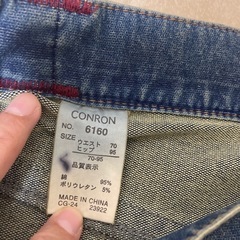 CONRON
NO. 6160
SIZE ウエスト 70
ヒップ 95
70-95
品質表示
綿 95%
ポリウレタン 5%
MADE IN CHINA
CG-24 23922